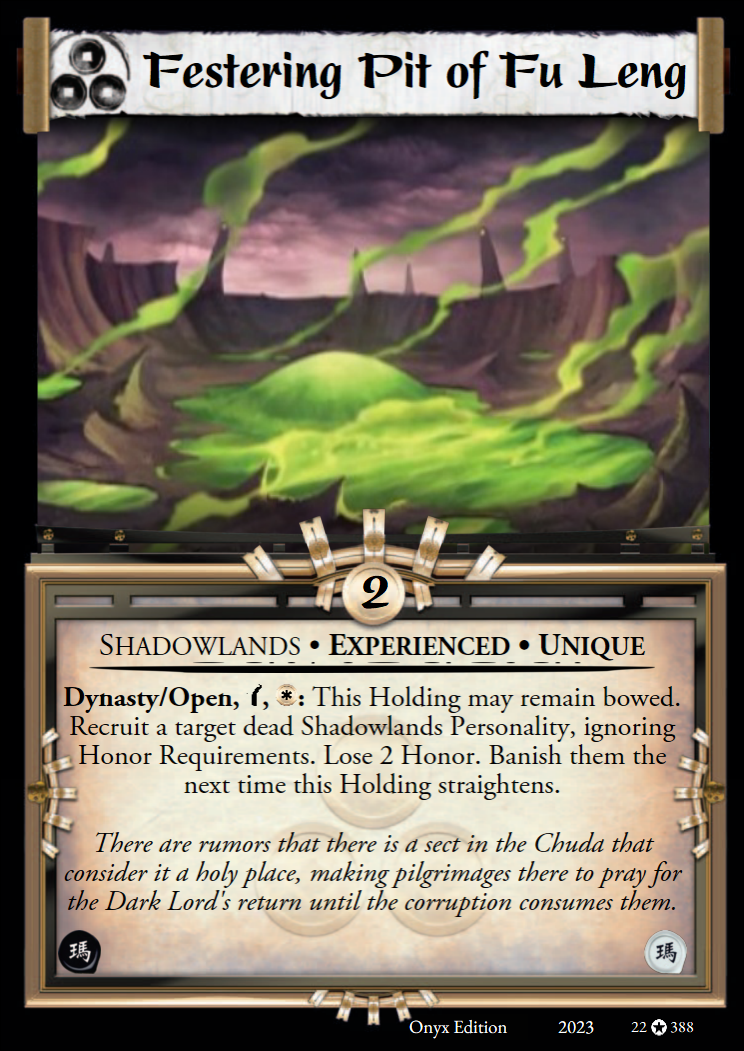 Festering Pit of Fu Leng
2
SHADOWLANDS • EXPERIENCED • UNIQUE
Dynasty/Open, , : This Holding may remain bowed.
Recruit a target dead Shadowlands Personality, ignoring
Honor Requirements. Lose 2 Honor. Banish them the
next time this Holding straightens.
There are rumors that there is a sect in the Chuda that
consider it a holy place, making pilgrimages there to pray for
the Dark Lord's return until the corruption consumes them.
瑪 瑪
Onyx Edition 2023 22 388